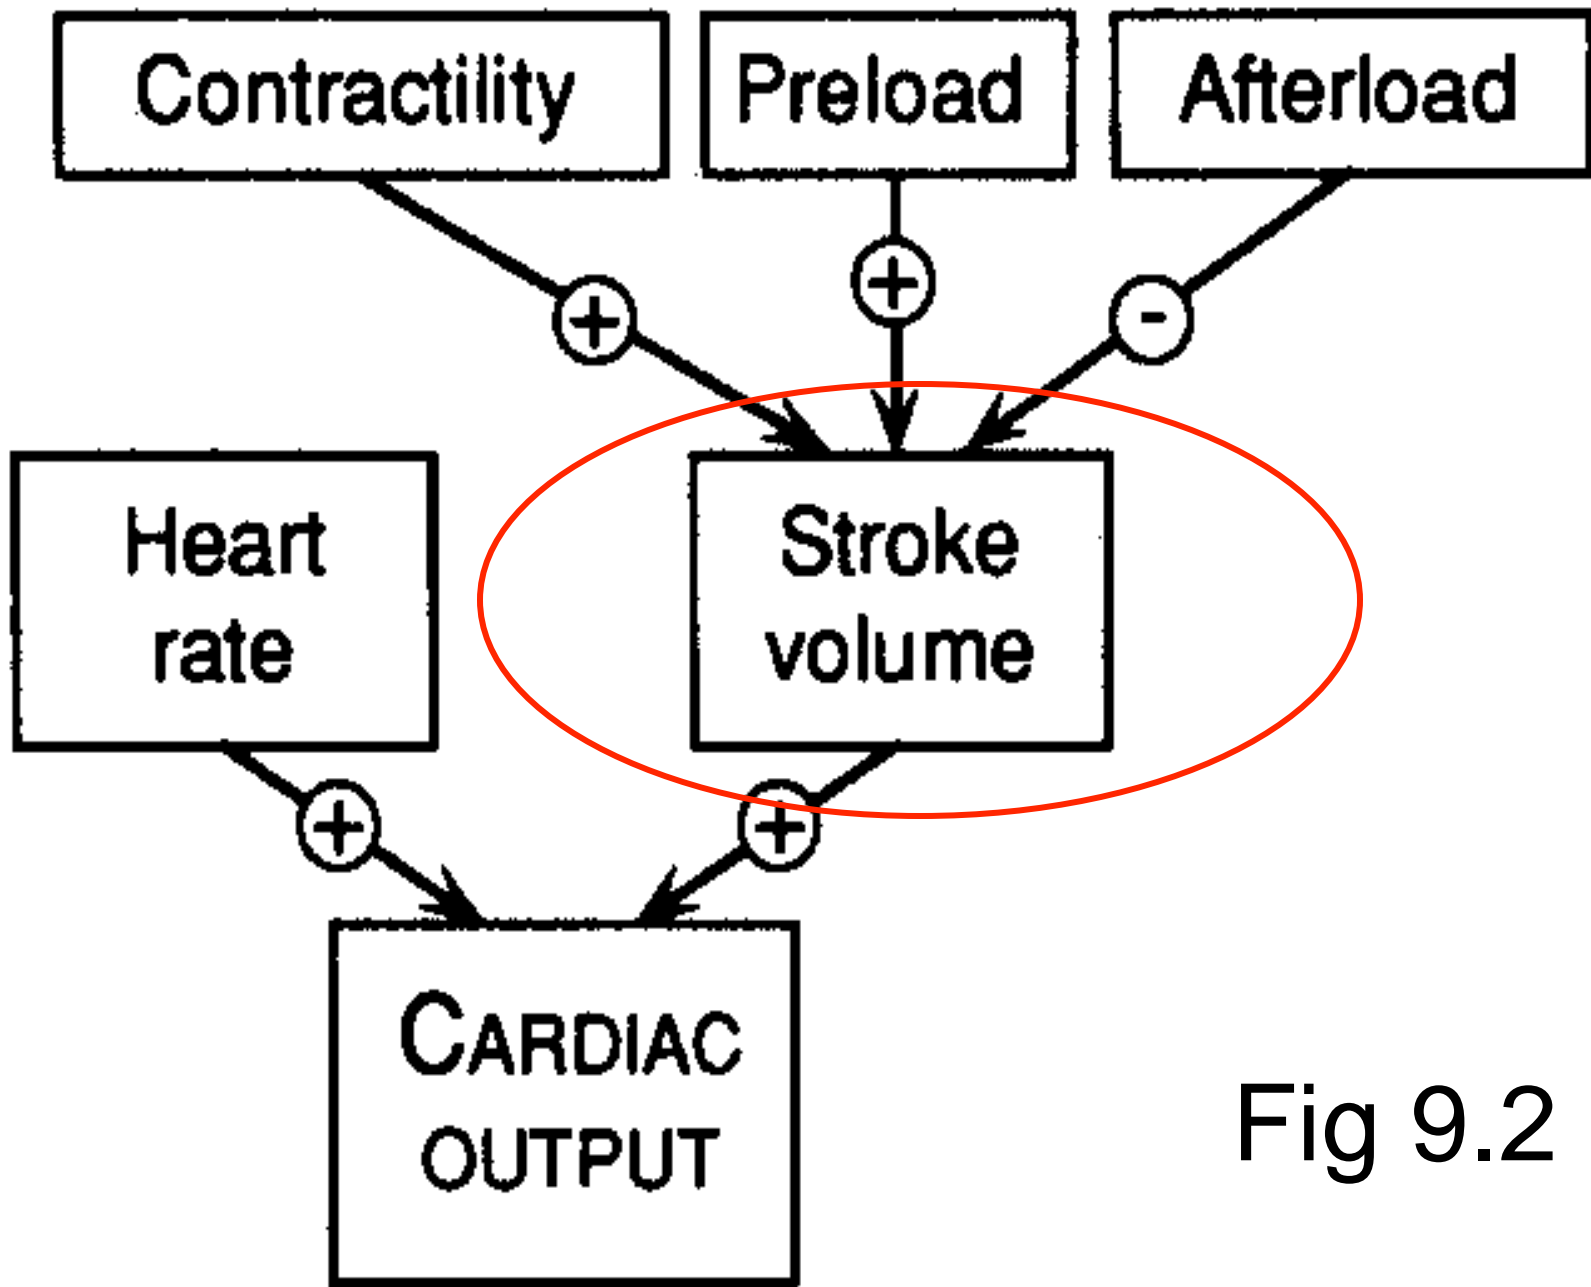 Contractility
Preload
Afterload
+
+
-
Heart
rate
Stroke
volume
+
+
CARDIAC
OUTPUT
Fig 9.2